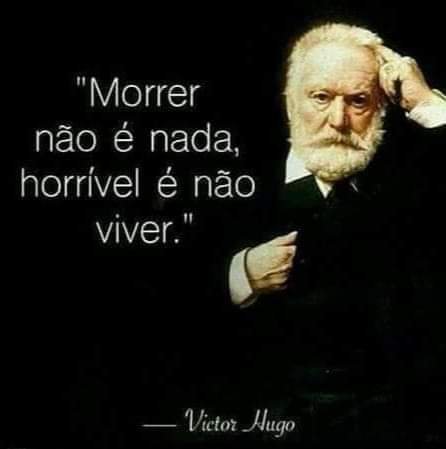 "Morrer
não é nada,
horrível é não
viver."
— Victor Hugo